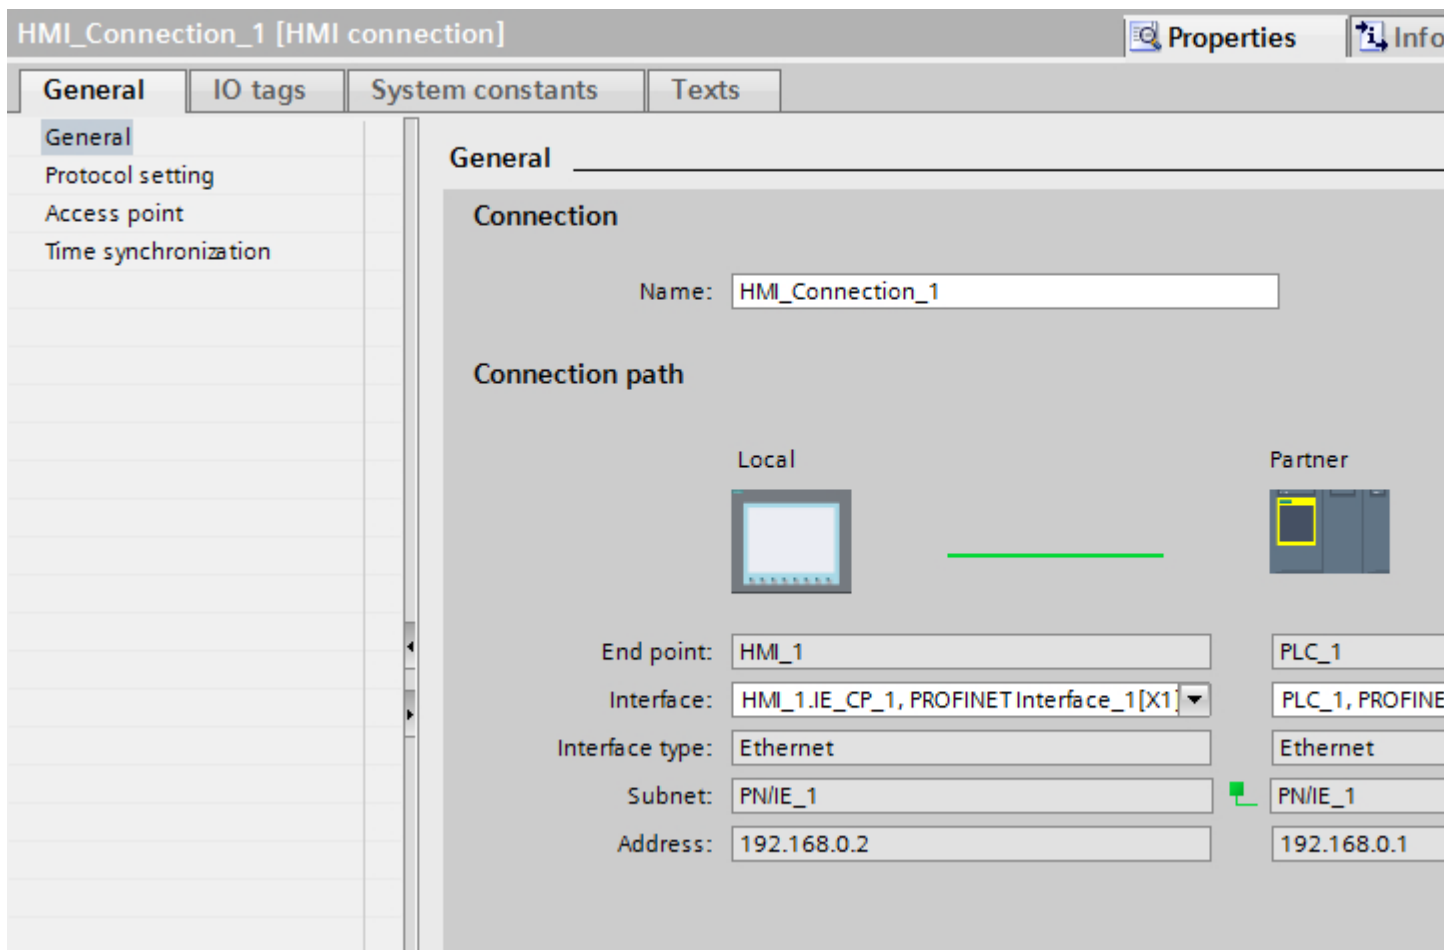 HMI_Connection_1 [HMI connection]
Properties
Info
General
IO tags
System constants
Texts
General
Protocol setting
Access point
Time synchronization
General
Connection
Name: HMI_Connection_1
Connection path
Local Partner
End point: HMI_1 PLC_1
Interface: HMI_1.IE_CP_1, PROFINET Interface_1[X1] PLC_1, PROFINE
Interface type: Ethernet Ethernet
Subnet: PN/IE_1 PN/IE_1
Address: 192.168.0.2 192.168.0.1